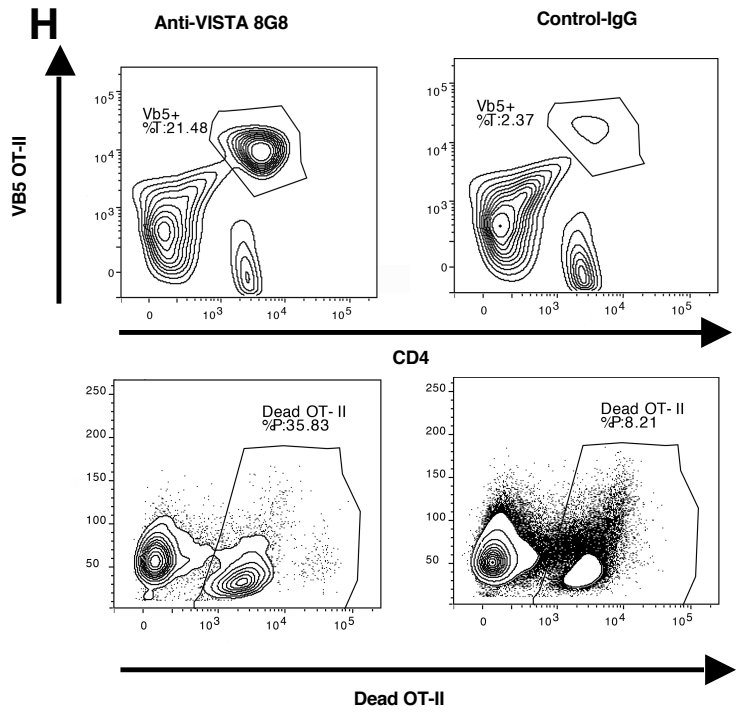 H
Anti-VISTA 8G8
Control-IgG
VB5 OT-II
10^5
10^4
10^3
0
Vb5+
%T:21.48
0
10^3
10^4
10^5
10^5
10^4
10^3
0
Vb5+
%T:2.37
0
10^3
10^4
10^5
CD4
250
200
150
100
50
Dead OT- II
%P:35.83
0
10^3
10^4
10^5
250
200
150
100
50
Dead OT- II
%P:8.21
0
10^3
10^4
10^5
Dead OT-II